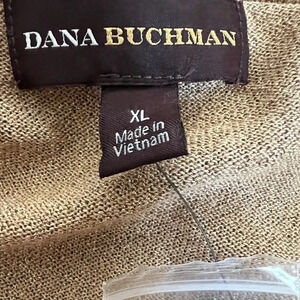 DANA BUCHMAN
XL
Made in
Vietnam